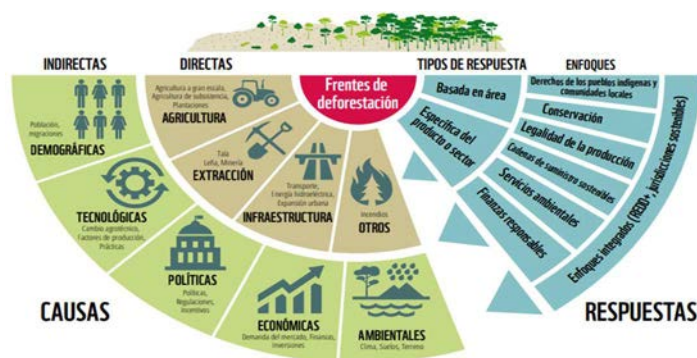 INDIRECTAS
DIRECTAS
TIPOS DE RESPUESTA
ENFOQUES
Frentes de
deforestación
Población,
migraciones
DEMOGRÁFICAS
TECNOLÓGICAS
Cambio agrotécnico,
Factores de producción,
Prácticas
POLÍTICAS
Políticas,
Regulaciones,
Incentivos
ECONÓMICAS
Demanda del mercado, Finanzas,
Inversiones
AMBIENTALES
Clima, Suelos, Terreno
Agricultura a gran escala,
Agricultura de subsistencia,
Plantaciones
AGRICULTURA
Tala,
Leña, Minería
EXTRACCIÓN
Transporte,
Energía hidroeléctrica,
Expansión urbana
INFRAESTRUCTURA
Incendios
OTROS
Basada en área
Específica del
producto o sector
Derechos de los pueblos indígenas y
comunidades locales
Conservación
Legalidad de la producción
Cadenas de suministro sostenibles
Servicios ambientales
Finanzas responsables
Enfoques integrados (REDD+, jurisdicciones sostenibles)
CAUSAS
RESPUESTAS